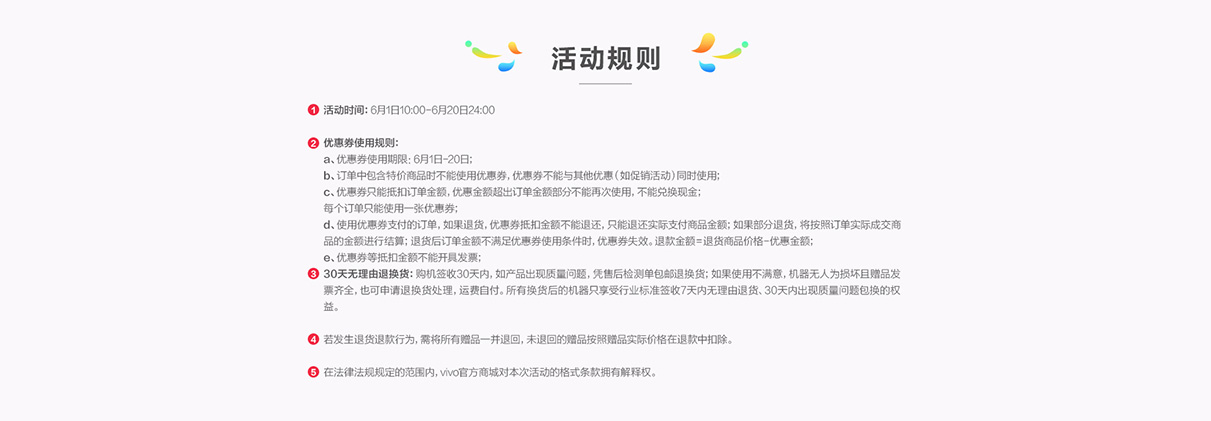 活动规则
1 活动时间：6月1日10:00-6月20日24:00
2 优惠券使用规则：
a、优惠券使用期限：6月1日-20日；
b、订单中包含特价商品时不能使用优惠券，优惠券不能与其他优惠（如促销活动）同时使用；
c、优惠券只能抵扣订单金额，优惠金额超出订单金额部分不能再次使用，不能兑换现金；
每个订单只能使用一张优惠券；
d、使用优惠券支付的订单，如果退货，优惠券抵扣金额不能退还，只能退还实际支付商品金额；如果部分退货，将按照订单实际成交商
品的金额进行结算；退货后订单金额不满足优惠券使用条件时，优惠券失效。退款金额=退货商品价格-优惠金额；
e、优惠券等抵扣金额不能开具发票；
3 30天无理由退换货：购机签收30天内，如产品出现质量问题，凭售后检测单包邮退换货；如果使用不满意，机器无人为损坏且赠品发
票齐全，也可申请退换货处理，运费自付。所有换货后的机器只享受行业标准签收7天内无理由退货、30天内出现质量问题包换的权
益。
4 若发生退货退款行为，需将所有赠品一并退回，未退回的赠品按照赠品实际价格在退款中扣除。
5 在法律法规规定的范围内，vivo官方商城对本次活动的格式条款拥有解释权。